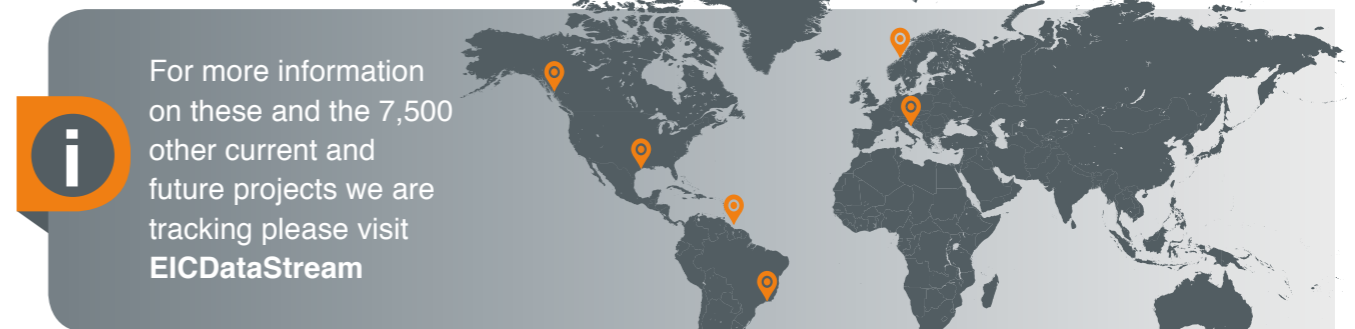 i
For more information
on these and the 7,500
other current and
future projects we are
tracking please visit
EICDataStream